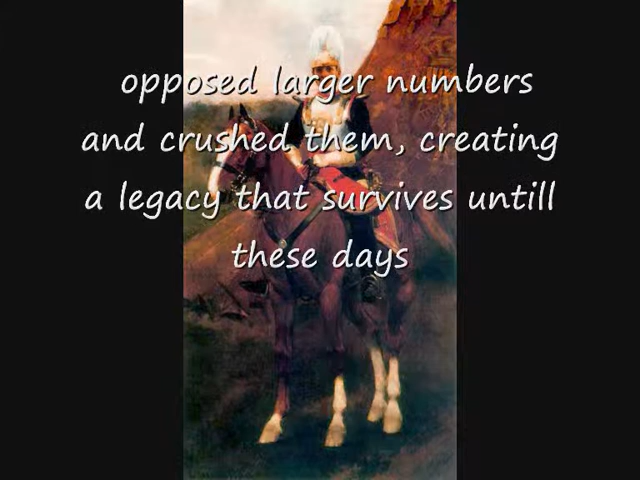 opposed larger numbers
and crushed them, creating
a legacy that survives untill
these days